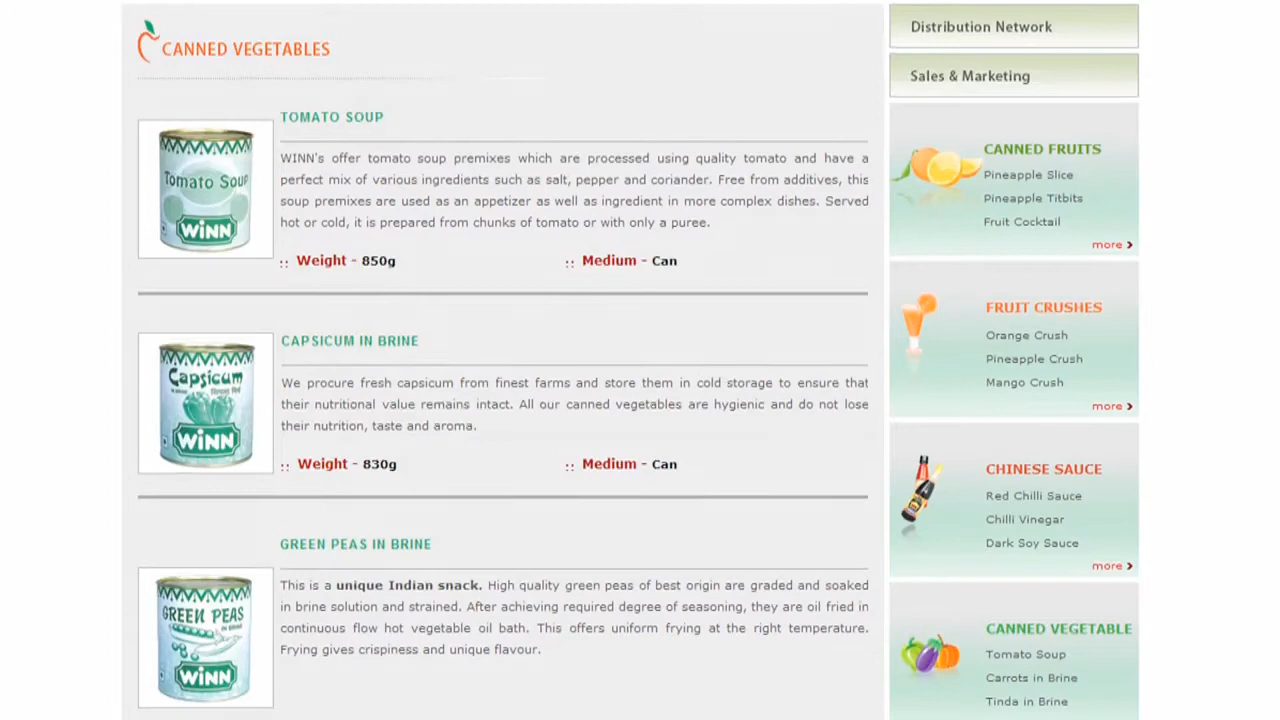 CANNED VEGETABLES
TOMATO SOUP
WINN's offer tomato soup premixes which are processed using quality tomato and have a
perfect mix of various ingredients such as salt, pepper and coriander. Free from additives, this
soup premixes are used as an appetizer as well as ingredient in more complex dishes. Served
hot or cold, it is prepared from chunks of tomato or with only a puree.
:: Weight - 850g
:: Medium - Can
Tomato Soup
WINN
CAPSICUM IN BRINE
We procure fresh capsicum from finest farms and store them in cold storage to ensure that
their nutritional value remains intact. All our canned vegetables are hygienic and do not lose
their nutrition, taste and aroma.
:: Weight - 830g
:: Medium - Can
Capsicum
WINN
GREEN PEAS IN BRINE
This is a unique Indian snack. High quality green peas of best origin are graded and soaked
in brine solution and strained. After achieving required degree of seasoning, they are oil fried in
continuous flow hot vegetable oil bath. This offers uniform frying at the right temperature.
Frying gives crispiness and unique flavour.
GREEN PEAS
IN BRINE
WINN
Distribution Network
Sales & Marketing
CANNED FRUITS
Pineapple Slice
Pineapple Titbits
Fruit Cocktail
more
FRUIT CRUSHES
Orange Crush
Pineapple Crush
Mango Crush
more
CHINESE SAUCE
Red Chilli Sauce
Chilli Vinegar
Dark Soy Sauce
more
CANNED VEGETABLE
Tomato Soup
Carrots in Brine
Tinda in Brine